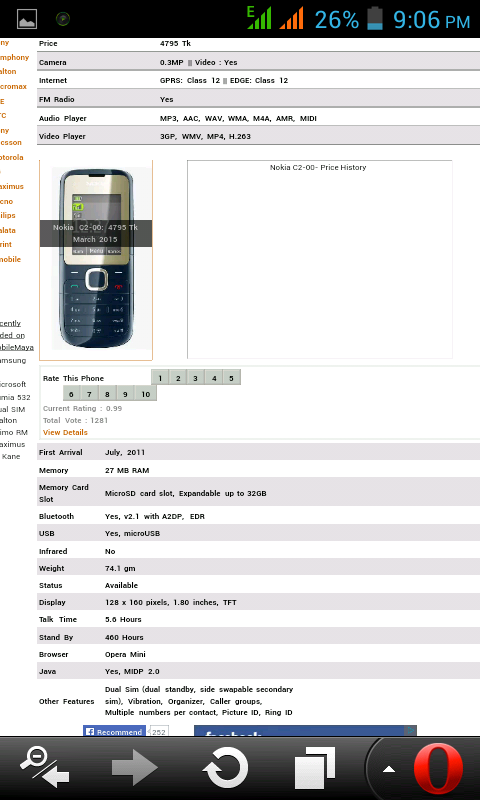 E
26%
9:06 PM
Price 4795 Tk
Camera 0.3MP || Video : Yes
Internet GPRS: Class 12 || EDGE: Class 12
FM Radio Yes
Audio Player MP3, AAC, WAV, WMA, M4A, AMR, MIDI
Video Player 3GP, WMV, MP4, H.263
ny
mphony
alton
icromax
E
TC
ny
icsson
otorola
aximus
cno
ilips
alata
rint
mobile
cently
ded on
obileMaya
amsung
icrosoft
umia 532
ual SIM
alton
imo RM
aximus
Kane
Nokia C2-00: 4795 Tk
March 2015
Nokia C2-00- Price History
Rate This Phone 1 2 3 4 5
6 7 8 9 10
Current Rating : 0.99
Total Vote : 1281
View Details
First Arrival July, 2011
Memory 27 MB RAM
Memory Card
Slot MicroSD card slot, Expandable up to 32GB
Bluetooth Yes, v2.1 with A2DP, EDR
USB Yes, microUSB
Infrared No
Weight 74.1 gm
Status Available
Display 128 x 160 pixels, 1.80 inches, TFT
Talk Time 5.6 Hours
Stand By 460 Hours
Browser Opera Mini
Java Yes, MIDP 2.0
Other Features Dual Sim (dual standby, side swapable secondary
sim), Vibration, Organizer, Caller groups,
Multiple numbers per contact, Picture ID, Ring ID
Recommend 252
facebook